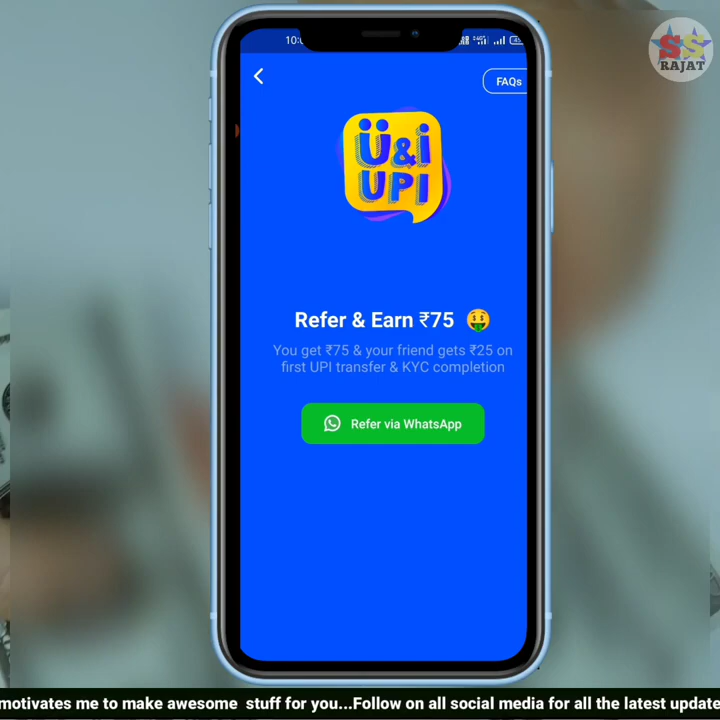 10:
SS
RAJAT
FAQs
Ü&i
UPI
Refer & Earn ₹75
You get ₹75 & your friend gets ₹25 on
first UPI transfer & KYC completion
Refer via WhatsApp
motivates me to make awesome stuff for you...Follow on all social media for all the latest update